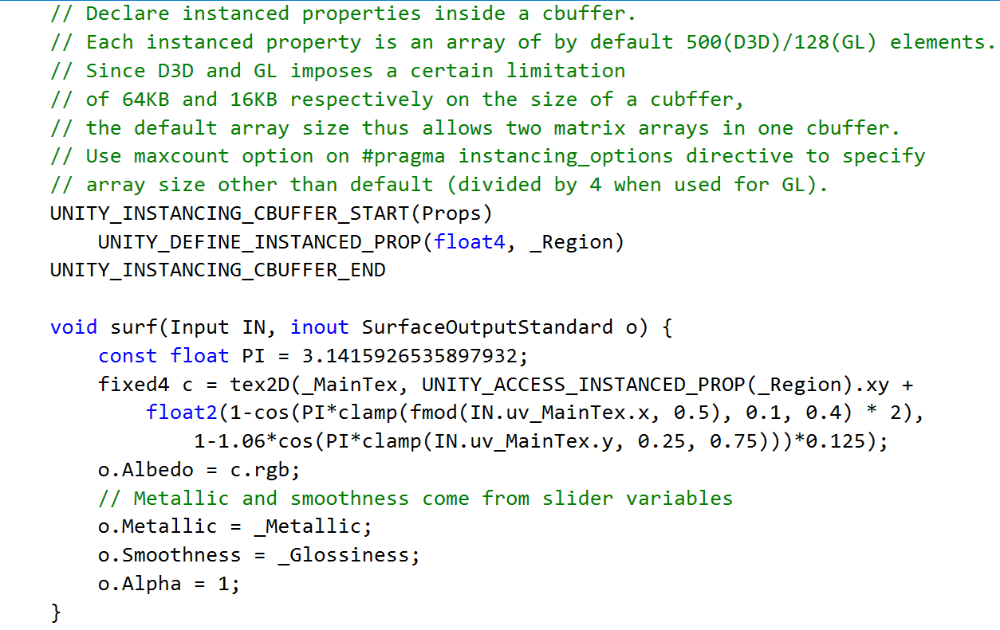 // Declare instanced properties inside a cbuffer.
// Each instanced property is an array of by default 500(D3D)/128(GL) elements.
// Since D3D and GL imposes a certain limitation
// of 64KB and 16KB respectively on the size of a cubffer,
// the default array size thus allows two matrix arrays in one cbuffer.
// Use maxcount option on #pragma instancing_options directive to specify
// array size other than default (divided by 4 when used for GL).
UNITY_INSTANCING_CBUFFER_START(Props)
    UNITY_DEFINE_INSTANCED_PROP(float4, _Region)
UNITY_INSTANCING_CBUFFER_END

void surf(Input IN, inout SurfaceOutputStandard o) {
    const float PI = 3.1415926535897932;
    fixed4 c = tex2D(_MainTex, UNITY_ACCESS_INSTANCED_PROP(_Region).xy +
        float2(1-cos(PI*clamp(fmod(IN.uv_MainTex.x, 0.5), 0.1, 0.4) * 2),
            1-1.06*cos(PI*clamp(IN.uv_MainTex.y, 0.25, 0.75)))*0.125);
    o.Albedo = c.rgb;
    // Metallic and smoothness come from slider variables
    o.Metallic = _Metallic;
    o.Smoothness = _Glossiness;
    o.Alpha = 1;
}